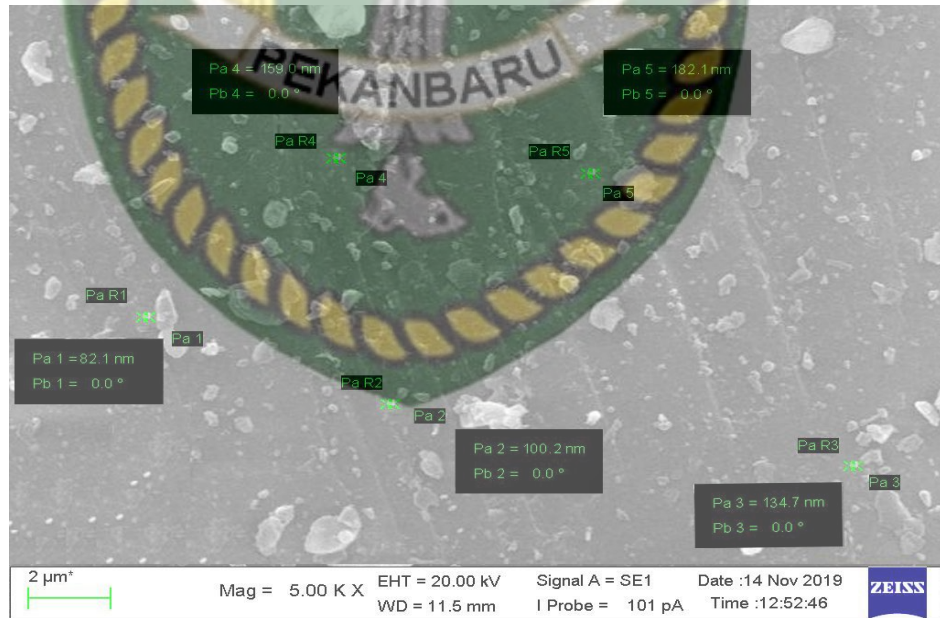 PEKANBARU
Pa 4 = 159.0 nm
Pb 4 = 0.0 °
Pa 5 = 182.1 nm
Pb 5 = 0.0 °
Pa R4
Pa 4
Pa R5
Pa 5
Pa R1
Pa 1
Pa 1 = 82.1 nm
Pb 1 = 0.0 °
Pa R2
Pa 2
Pa 2 = 100.2 nm
Pb 2 = 0.0 °
Pa R3
Pa 3
Pa 3 = 134.7 nm
Pb 3 = 0.0 °
2 µm*
Mag = 5.00 K X
EHT = 20.00 kV
WD = 11.5 mm
Signal A = SE1
I Probe = 101 pA
Date :14 Nov 2019
Time :12:52:46
ZEISS